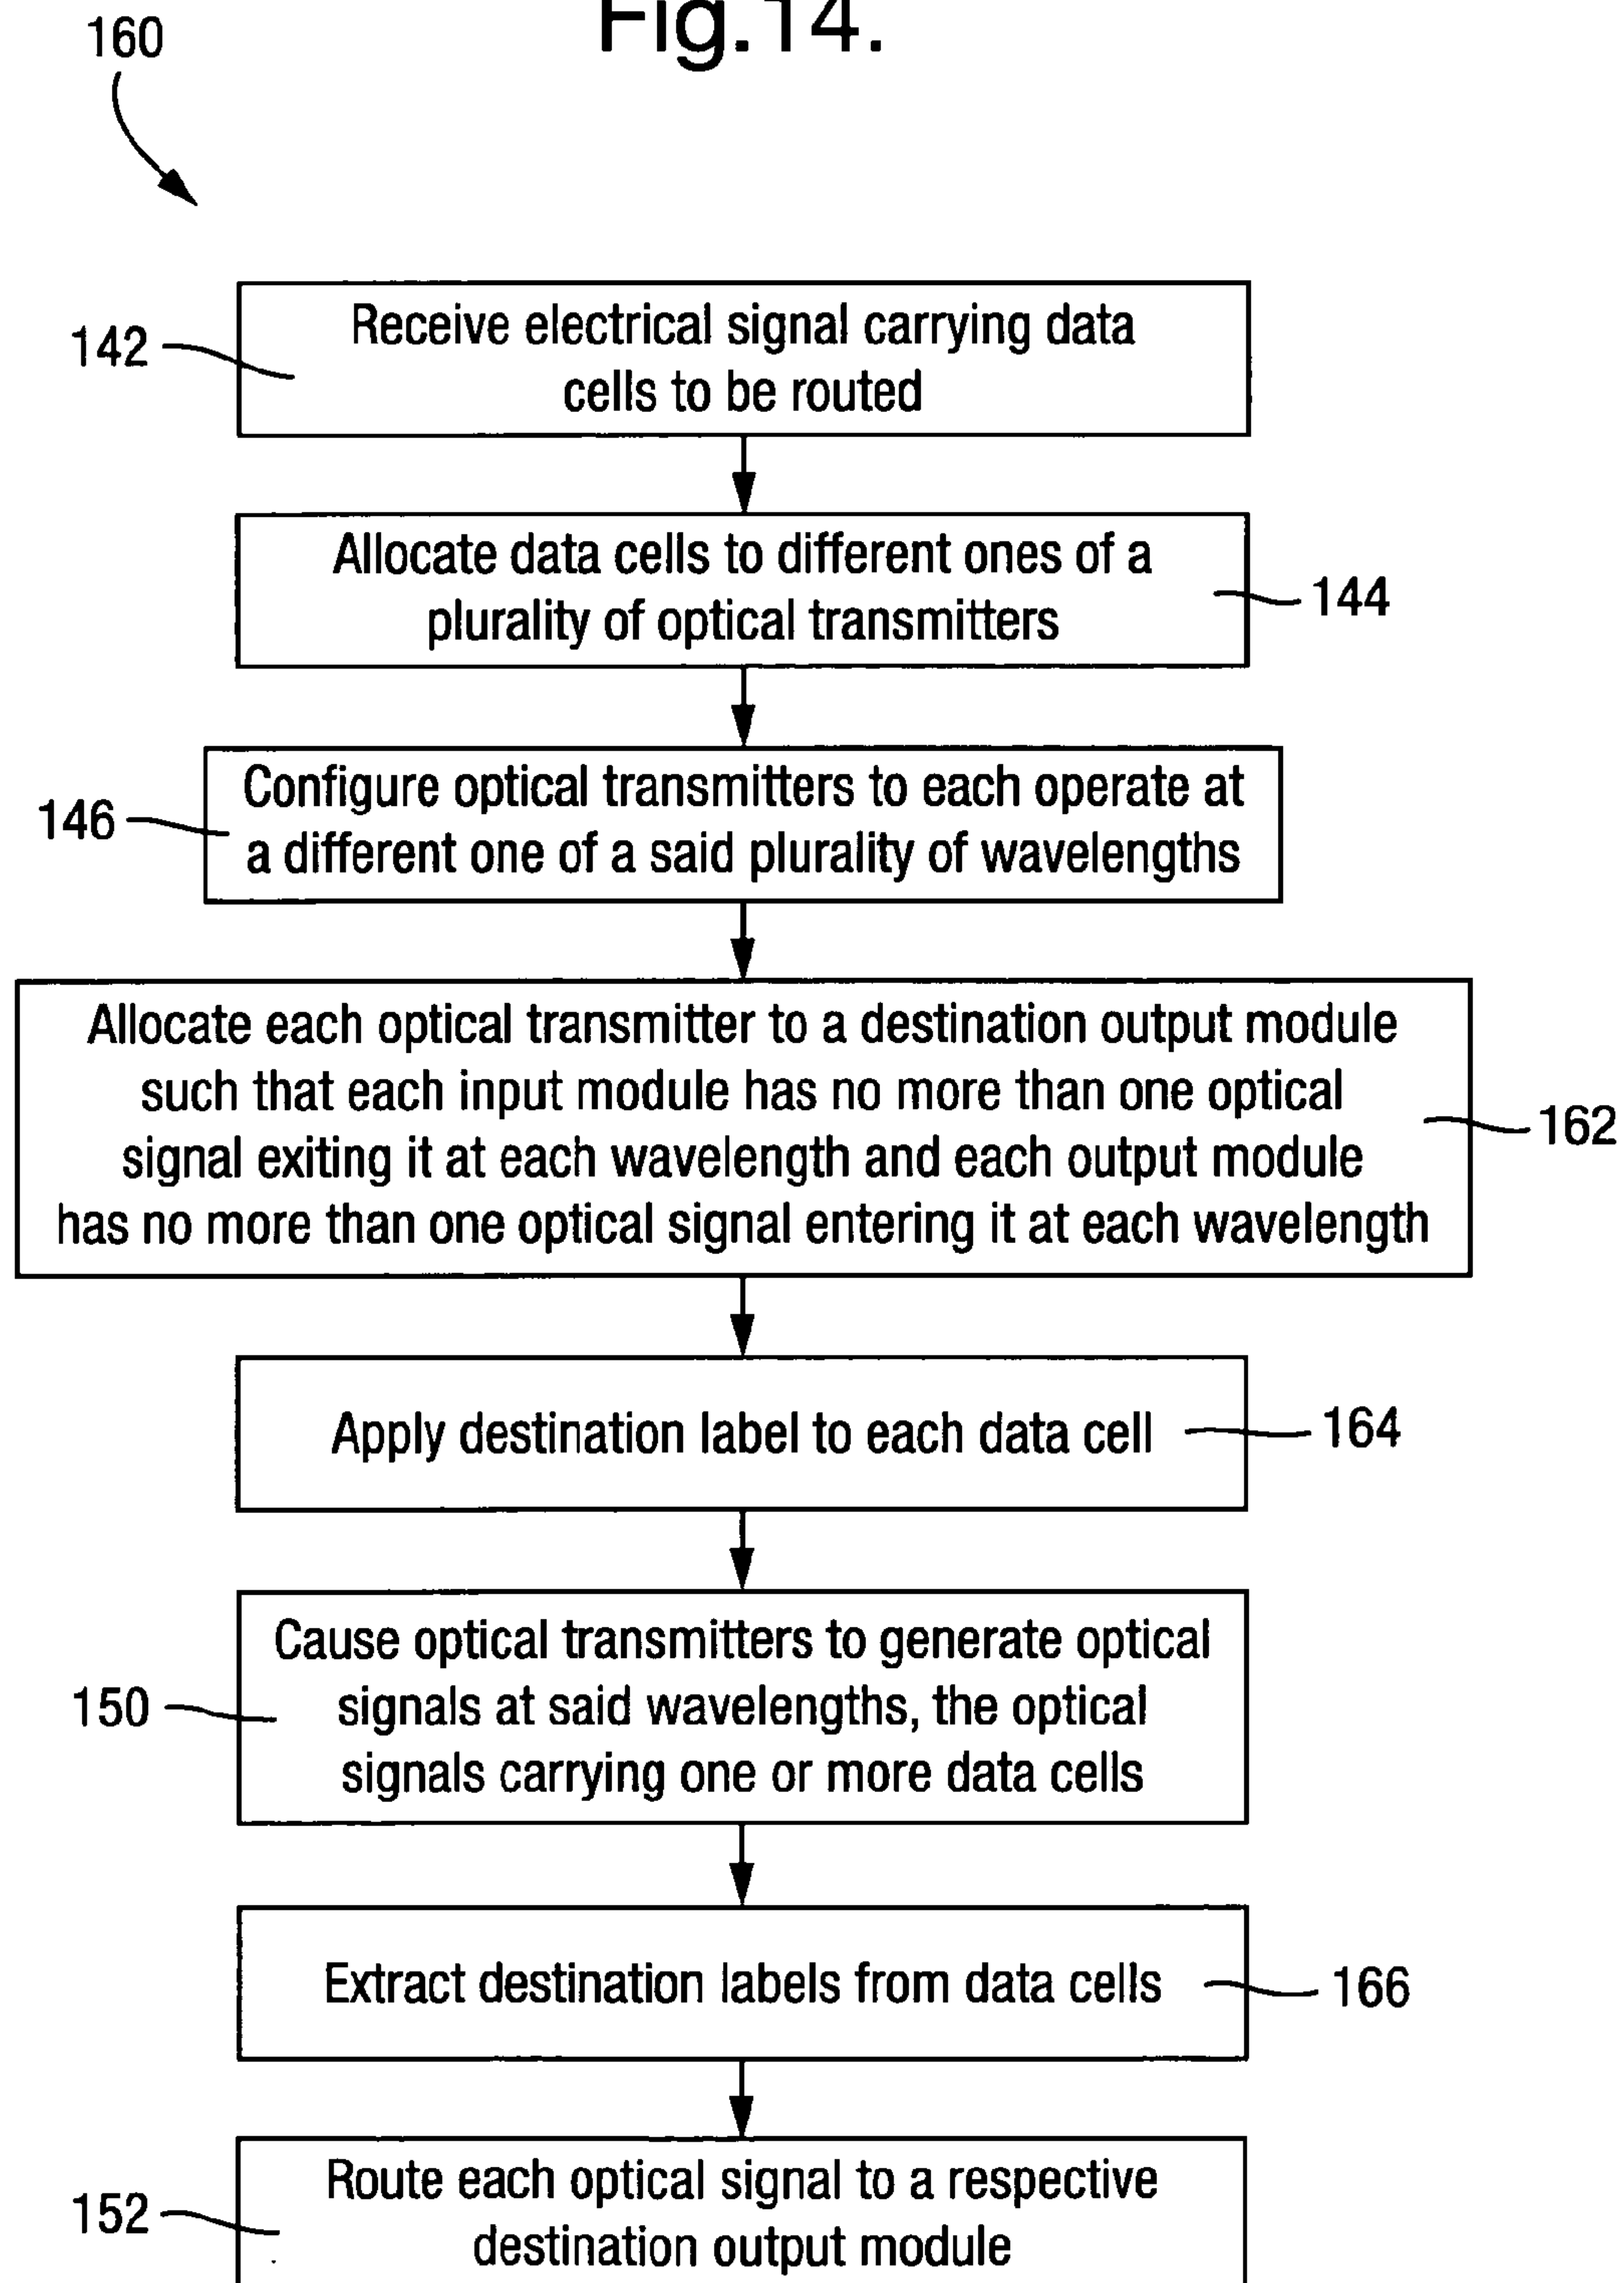 Fig.14.
160
142
Receive electrical signal carrying data
cells to be routed
Allocate data cells to different ones of a
plurality of optical transmitters
144
146
Configure optical transmitters to each operate at
a different one of a said plurality of wavelengths
Allocate each optical transmitter to a destination output module
such that each input module has no more than one optical
signal exiting it at each wavelength and each output module
has no more than one optical signal entering it at each wavelength
162
Apply destination label to each data cell
164
150
Cause optical transmitters to generate optical
signals at said wavelengths, the optical
signals carrying one or more data cells
Extract destination labels from data cells
166
152
Route each optical signal to a respective
destination output module